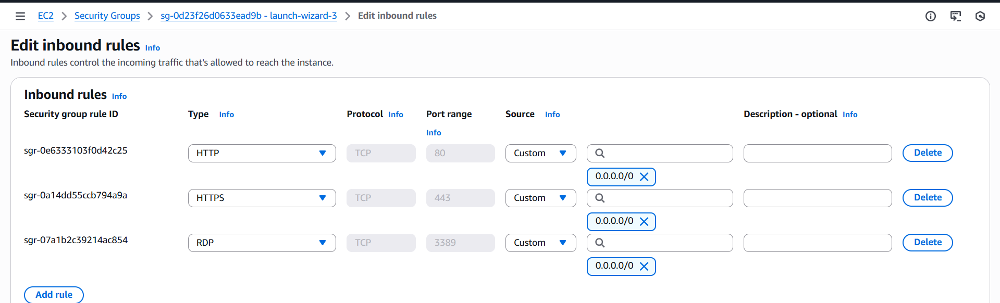 EC2 > Security Groups > sg-0d23f26d0633ead9b - launch-wizard-3 > Edit inbound rules
Edit inbound rules Info
Inbound rules control the incoming traffic that's allowed to reach the instance.
Inbound rules Info
Security group rule ID Type Info Protocol Info Port range Source Info Description - optional Info
Info
sgr-0e6333103f0d42c25 HTTP TCP 80 Custom Delete
0.0.0.0/0
sgr-0a14dd55ccb794a9a HTTPS TCP 443 Custom Delete
0.0.0.0/0
sgr-07a1b2c39214ac854 RDP TCP 3389 Custom Delete
0.0.0.0/0
Add rule